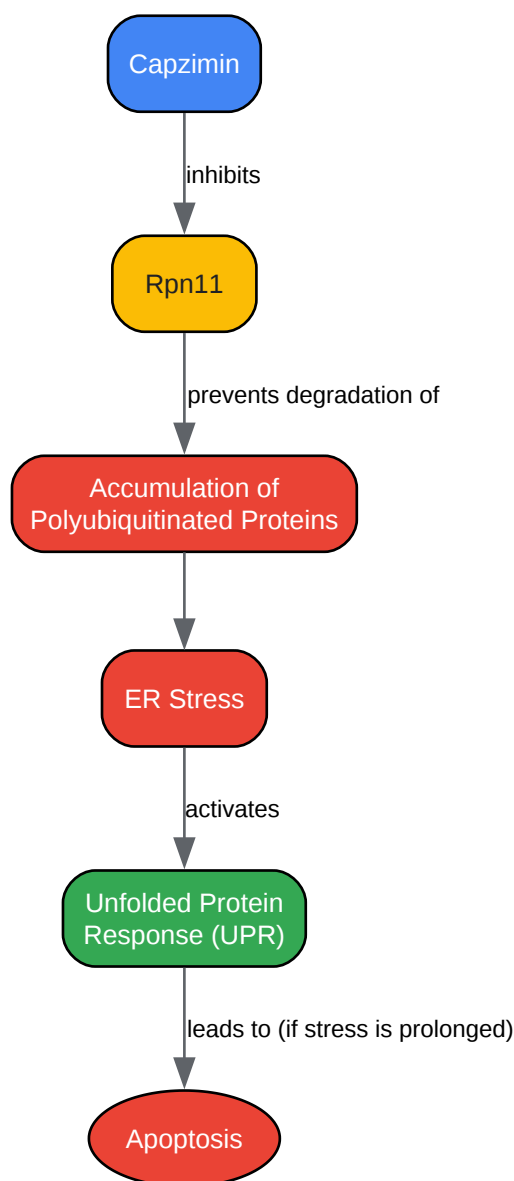 Capzimin
inhibits
Rpn11
prevents degradation of
Accumulation of
Polyubiquitinated Proteins
ER Stress
activates
Unfolded Protein
Response (UPR)
leads to (if stress is prolonged)
Apoptosis